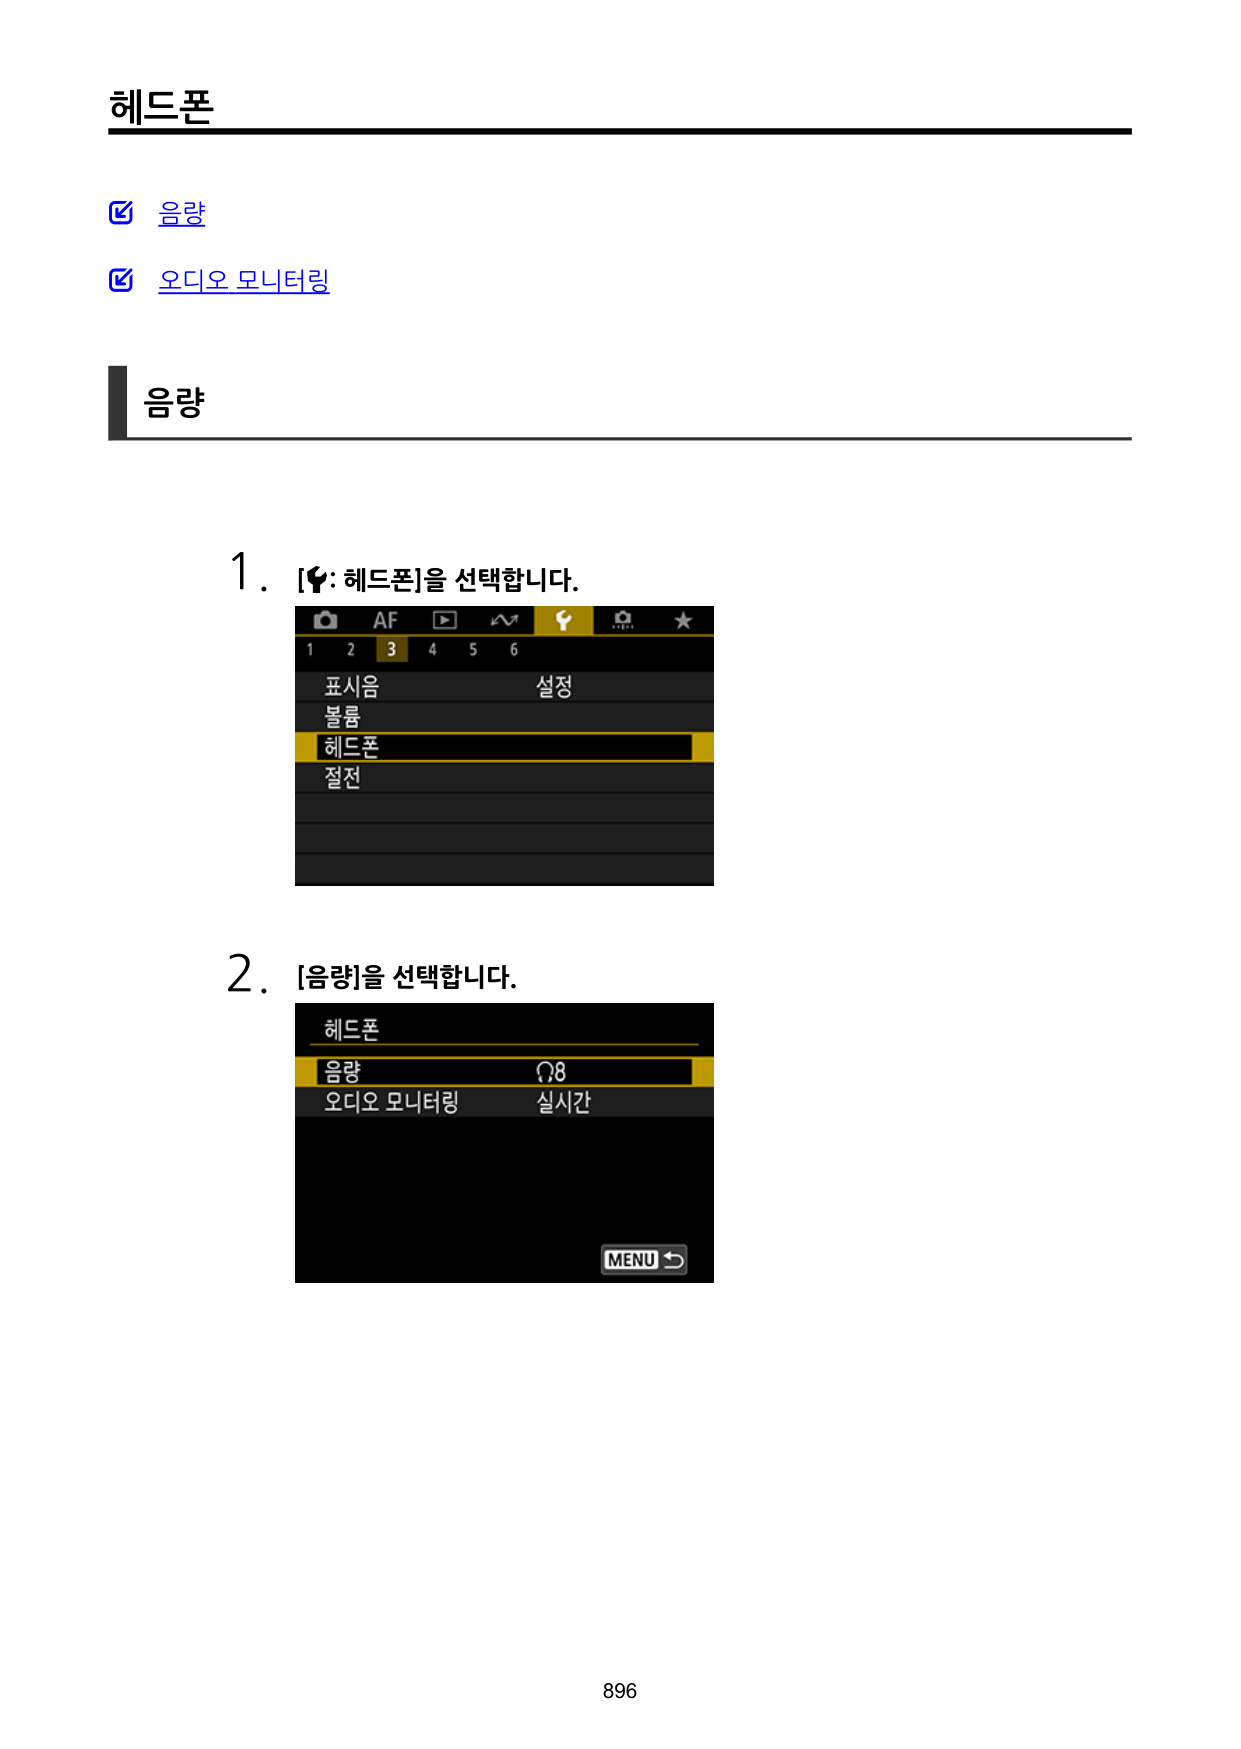 헤드폰
음량
오디오 모니터링
음량
1. [: 헤드폰]을 선택합니다.
AF
1 2 3 4 5 6
표시음 설정
볼륨
헤드폰
절전
2. [음량]을 선택합니다.
헤드폰
음량 8
오디오 모니터링 실시간
MENU
896